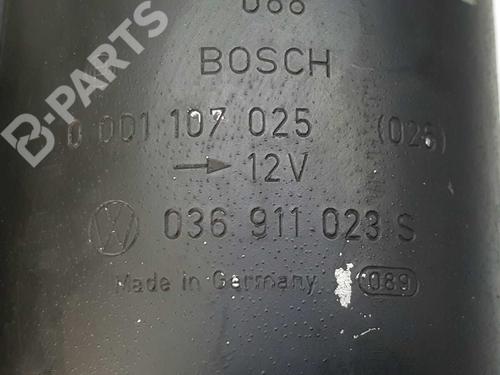 B-PARTS
BOSCH
0 001 107 025 (026)
→ 12V
036 911 023 S
Made in Germany 089